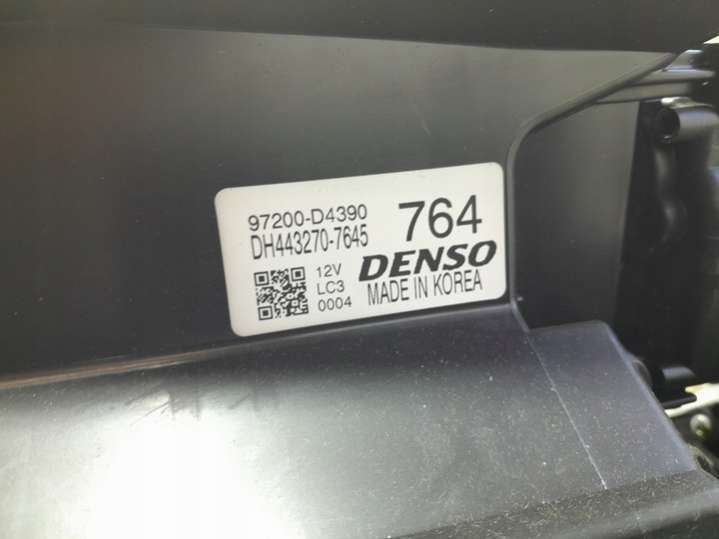 97200-D4390 764
DH443270-7645
12V DENSO
LC3 MADE IN KOREA
0004